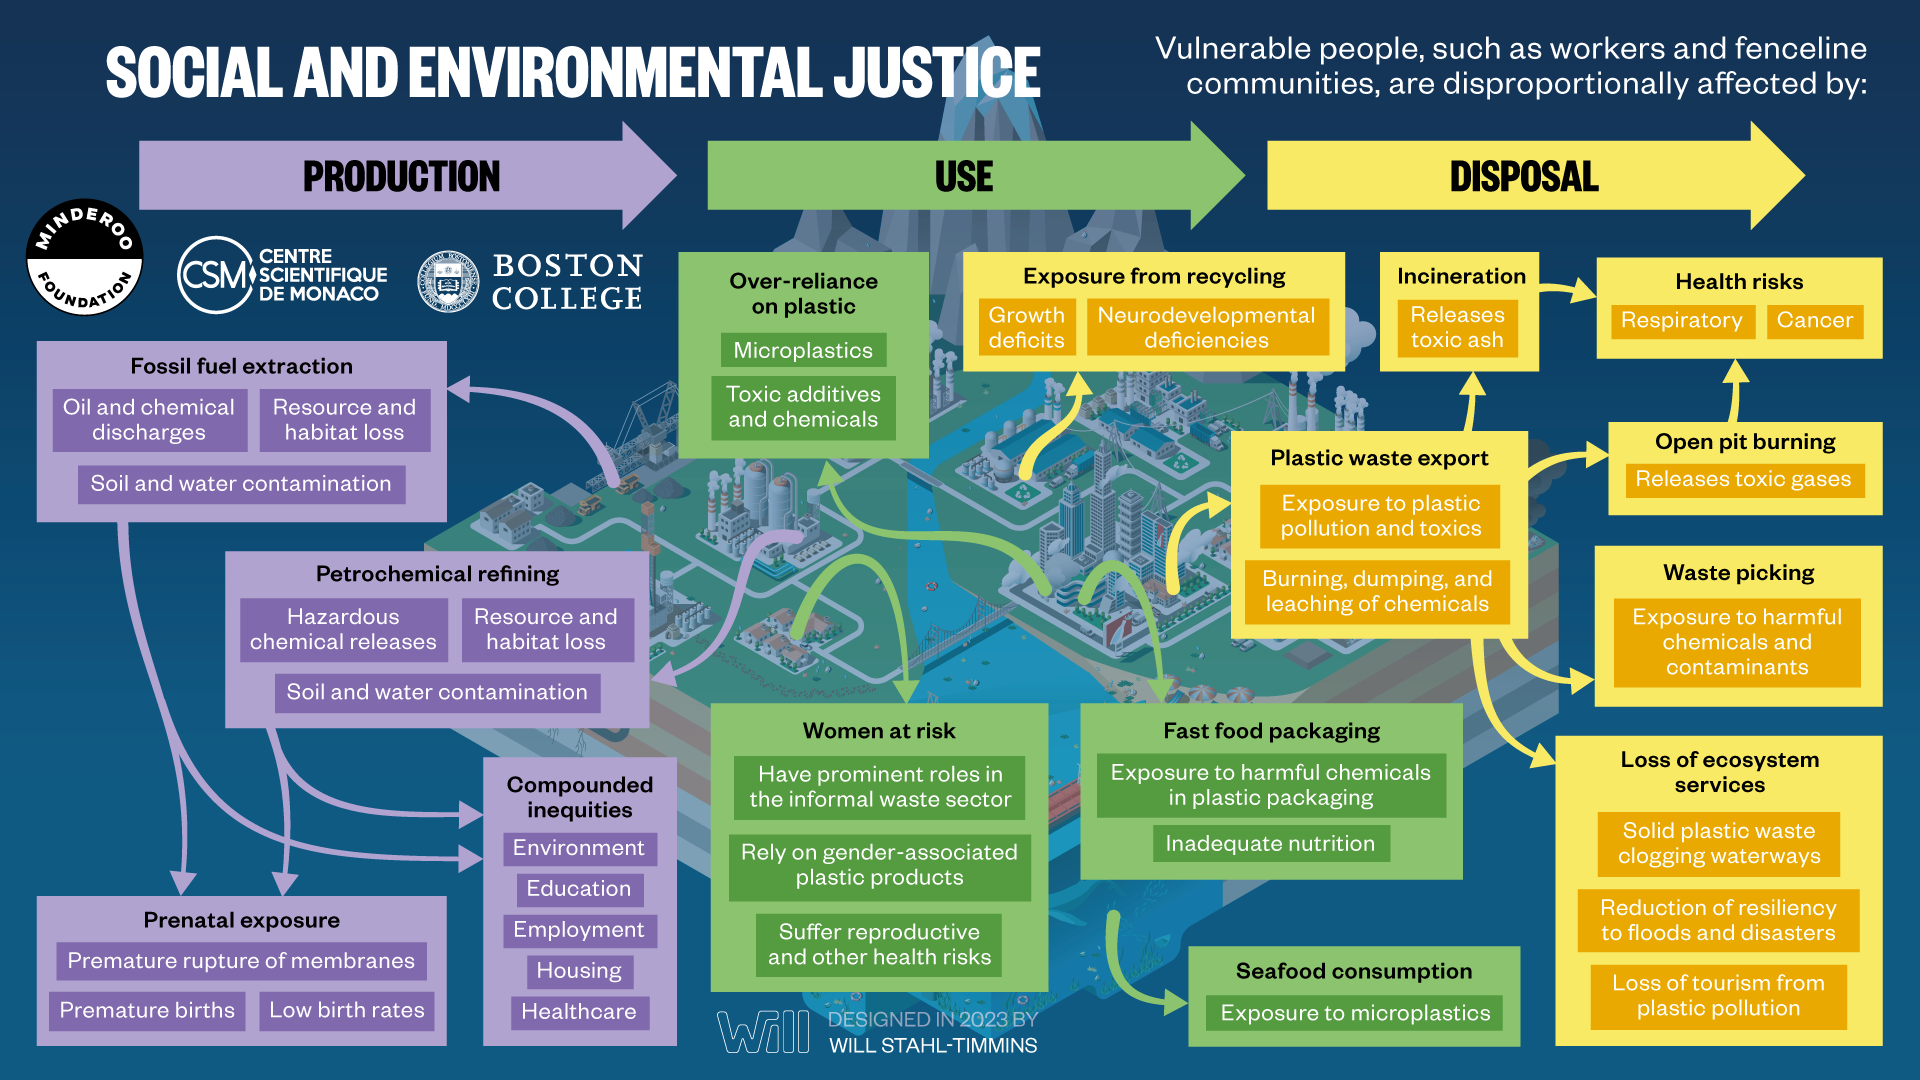 SOCIAL AND ENVIRONMENTAL JUSTICE
Vulnerable people, such as workers and fenceline
communities, are disproportionally affected by:
PRODUCTION
USE
DISPOSAL
MINDEROO
FOUNDATION
CSM
CENTRE
SCIENTIFIQUE
DE MONACO
BOSTON
COLLEGE
Fossil fuel extraction
Oil and chemical
discharges
Resource and
habitat loss
Soil and water contamination
Petrochemical refining
Hazardous
chemical releases
Resource and
habitat loss
Soil and water contamination
Compounded
inequities
Environment
Education
Employment
Housing
Healthcare
Prenatal exposure
Premature rupture of membranes
Premature births
Low birth rates
Over-reliance
on plastic
Microplastics
Toxic additives
and chemicals
Women at risk
Have prominent roles in
the informal waste sector
Rely on gender-associated
plastic products
Suffer reproductive
and other health risks
Fast food packaging
Exposure to harmful chemicals
in plastic packaging
Inadequate nutrition
Seafood consumption
Exposure to microplastics
Exposure from recycling
Growth
deficits
Neurodevelopmental
deficiencies
Incineration
Releases
toxic ash
Health risks
Respiratory
Cancer
Plastic waste export
Exposure to plastic
pollution and toxics
Burning, dumping, and
leaching of chemicals
Open pit burning
Releases toxic gases
Waste picking
Exposure to harmful
chemicals and
contaminants
Loss of ecosystem
services
Solid plastic waste
clogging waterways
Reduction of resiliency
to floods and disasters
Loss of tourism from
plastic pollution
Will
DESIGNED IN 2023 BY
WILL STAHL-TIMMINS